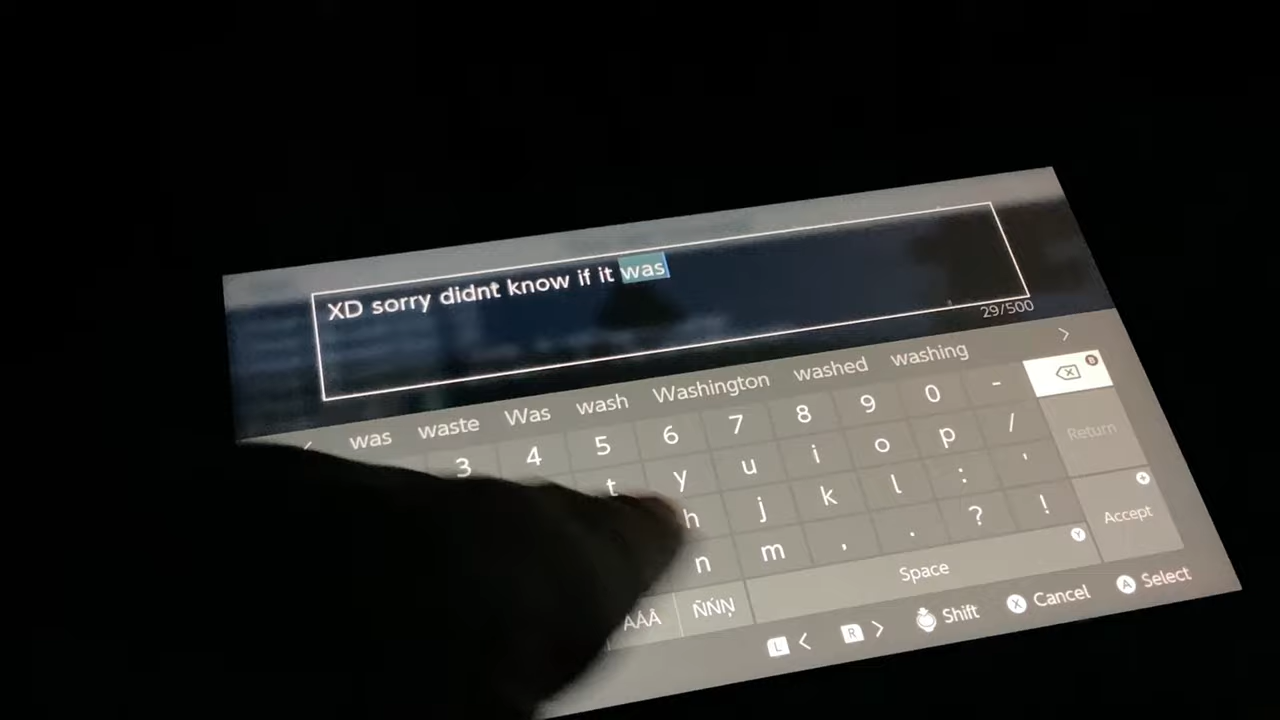 XD sorry didnt know if it was
29/500
was waste Was wash Washington washed washing >
3 4 5 6 7 8 9 0 -
t y u i o p /
Return
h j k l : '
n m , . ? !
Accept
ÀÁÂ ÑŃŅ Space
L < R > Shift X Cancel A Select